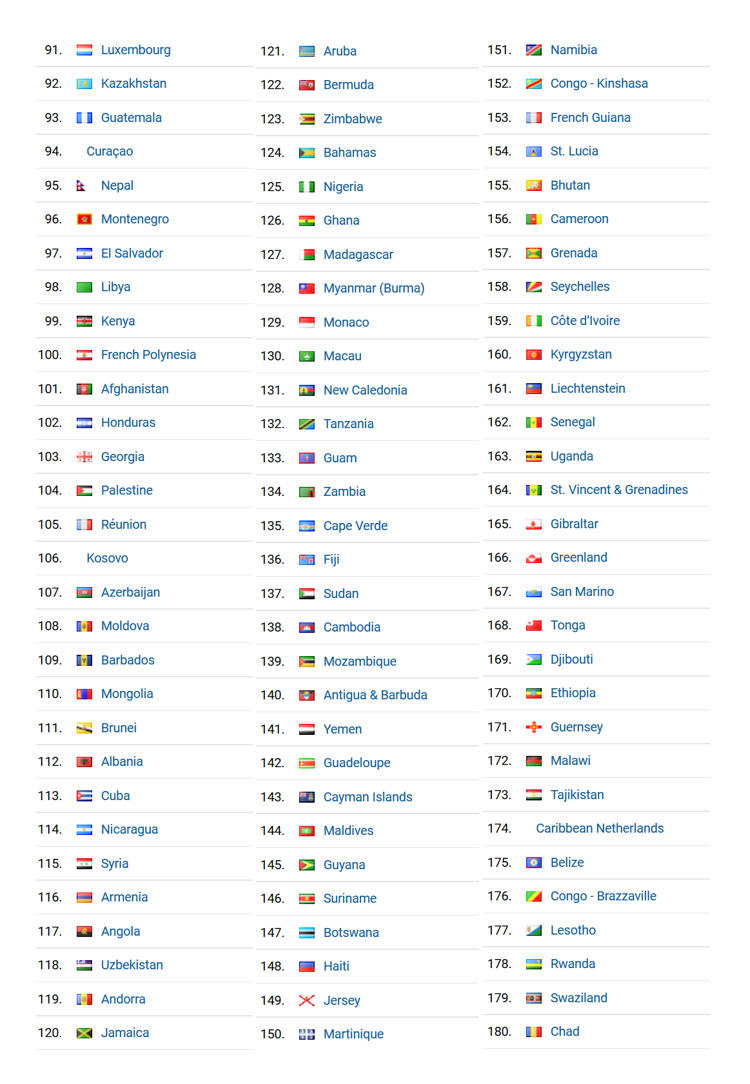 91. Luxembourg
92. Kazakhstan
93. Guatemala
94. Curaçao
95. Nepal
96. Montenegro
97. El Salvador
98. Libya
99. Kenya
100. French Polynesia
101. Afghanistan
102. Honduras
103. Georgia
104. Palestine
105. Réunion
106. Kosovo
107. Azerbaijan
108. Moldova
109. Barbados
110. Mongolia
111. Brunei
112. Albania
113. Cuba
114. Nicaragua
115. Syria
116. Armenia
117. Angola
118. Uzbekistan
119. Andorra
120. Jamaica
121. Aruba
122. Bermuda
123. Zimbabwe
124. Bahamas
125. Nigeria
126. Ghana
127. Madagascar
128. Myanmar (Burma)
129. Monaco
130. Macau
131. New Caledonia
132. Tanzania
133. Guam
134. Zambia
135. Cape Verde
136. Fiji
137. Sudan
138. Cambodia
139. Mozambique
140. Antigua & Barbuda
141. Yemen
142. Guadeloupe
143. Cayman Islands
144. Maldives
145. Guyana
146. Suriname
147. Botswana
148. Haiti
149. Jersey
150. Martinique
151. Namibia
152. Congo - Kinshasa
153. French Guiana
154. St. Lucia
155. Bhutan
156. Cameroon
157. Grenada
158. Seychelles
159. Côte d'Ivoire
160. Kyrgyzstan
161. Liechtenstein
162. Senegal
163. Uganda
164. St. Vincent & Grenadines
165. Gibraltar
166. Greenland
167. San Marino
168. Tonga
169. Djibouti
170. Ethiopia
171. Guernsey
172. Malawi
173. Tajikistan
174. Caribbean Netherlands
175. Belize
176. Congo - Brazzaville
177. Lesotho
178. Rwanda
179. Swaziland
180. Chad